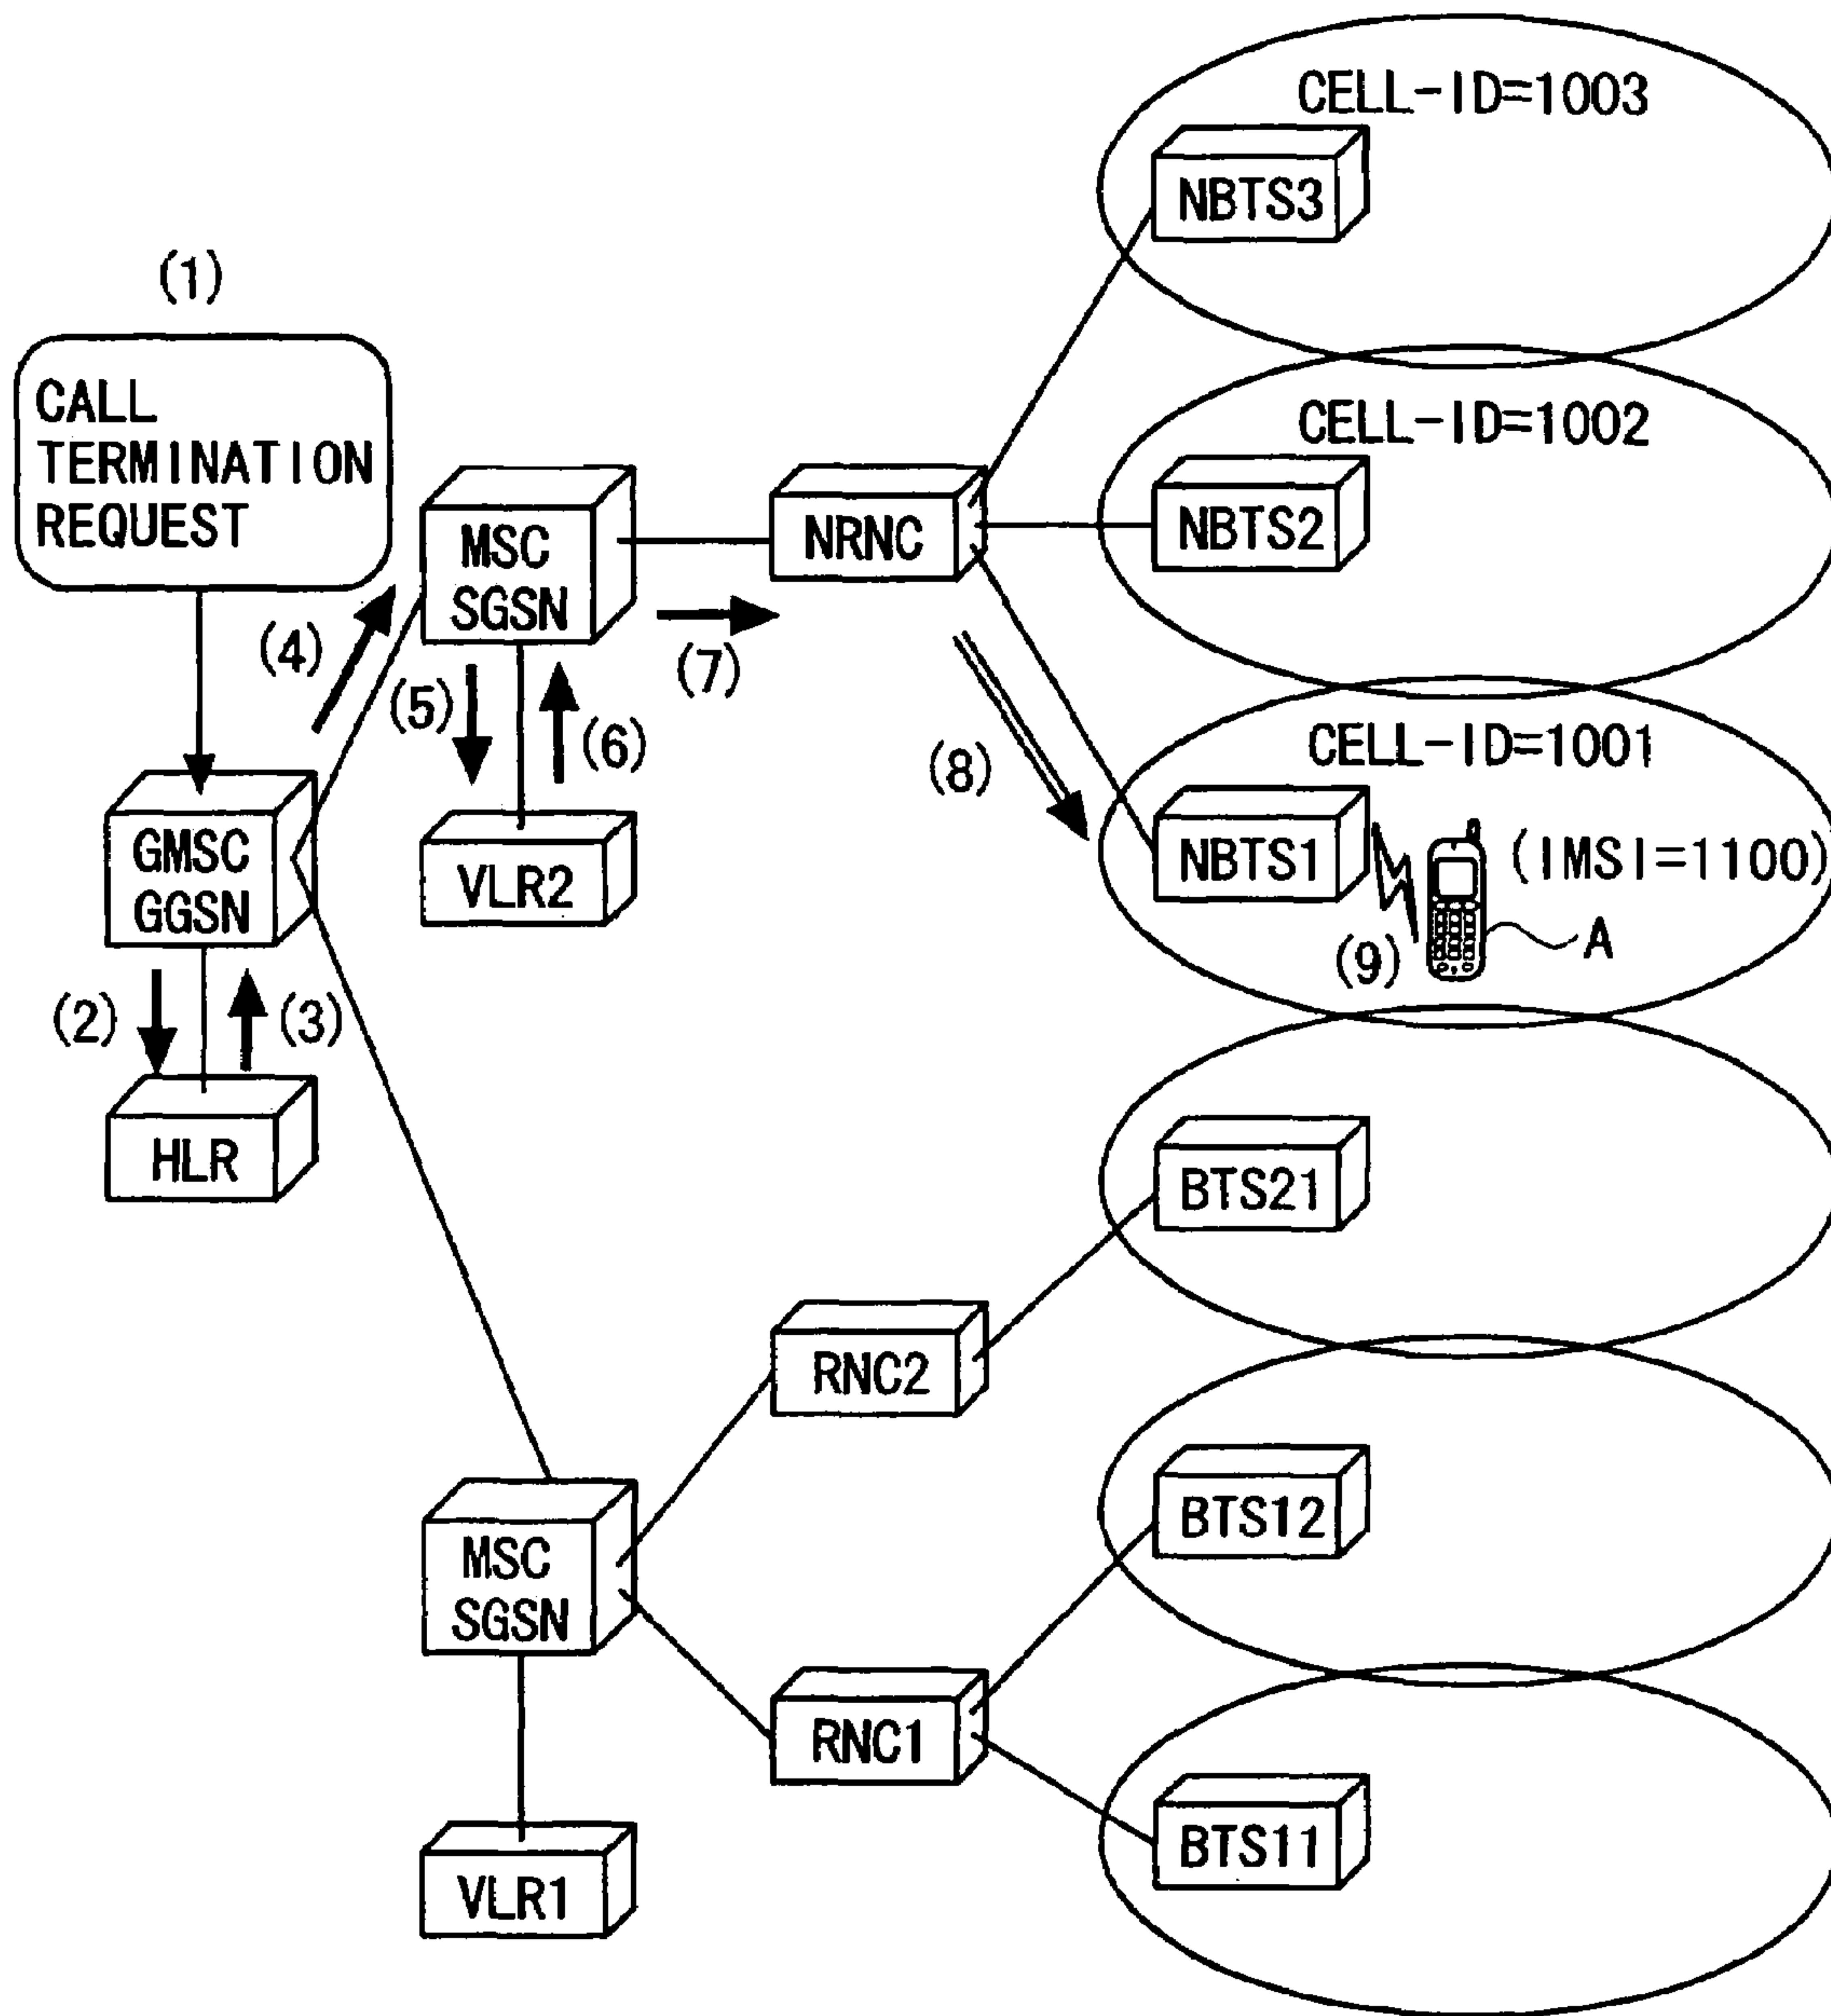 CELL-ID=1003
NBTS3
(1)
CALL
TERMINATION
REQUEST
CELL-ID=1002
MSC
SGSN
NRNC
NBTS2
(4)
(5)
(6)
(7)
(8)
CELL-ID=1001
GMSC
GGSN
VLR2
NBTS1
(IMSI=1100)
A
(9)
(2)
(3)
HLR
BTS21
RNC2
MSC
SGSN
BTS12
RNC1
VLR1
BTS11